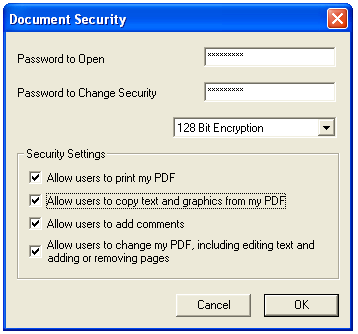 Document Security
Password to Open
×××××××××
Password to Change Security
×××××××××
128 Bit Encryption
Security Settings
Allow users to print my PDF
Allow users to copy text and graphics from my PDF
Allow users to add comments
Allow users to change my PDF, including editing text and
adding or removing pages
Cancel
OK